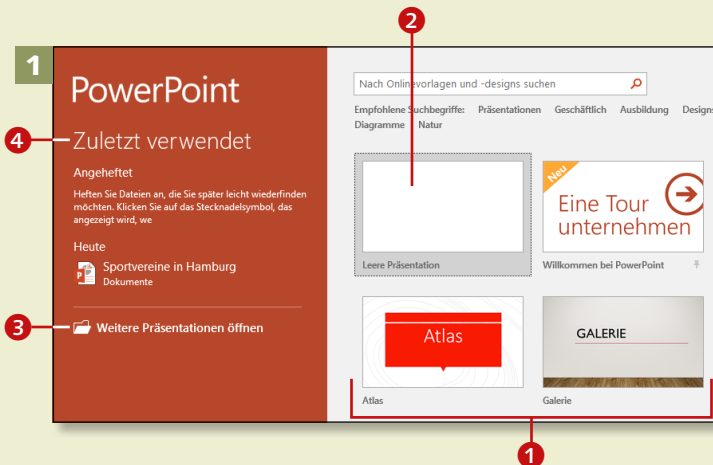 2
1
PowerPoint
4
Zuletzt verwendet
Angeheftet
Heften Sie Dateien an, die Sie später leicht wiederfinden
möchten. Klicken Sie auf das Stecknadelsymbol, das
angezeigt wird, we
Heute
Sportvereine in Hamburg
Dokumente
3
Weitere Präsentationen öffnen
Nach Onlinevorlagen und -designs suchen
Empfohlene Suchbegriffe: Präsentationen Geschäftlich Ausbildung Designs
Diagramme Natur
Leere Präsentation
Neu
Eine Tour
unternehmen
Willkommen bei PowerPoint
Atlas
Atlas
GALERIE
Galerie
1